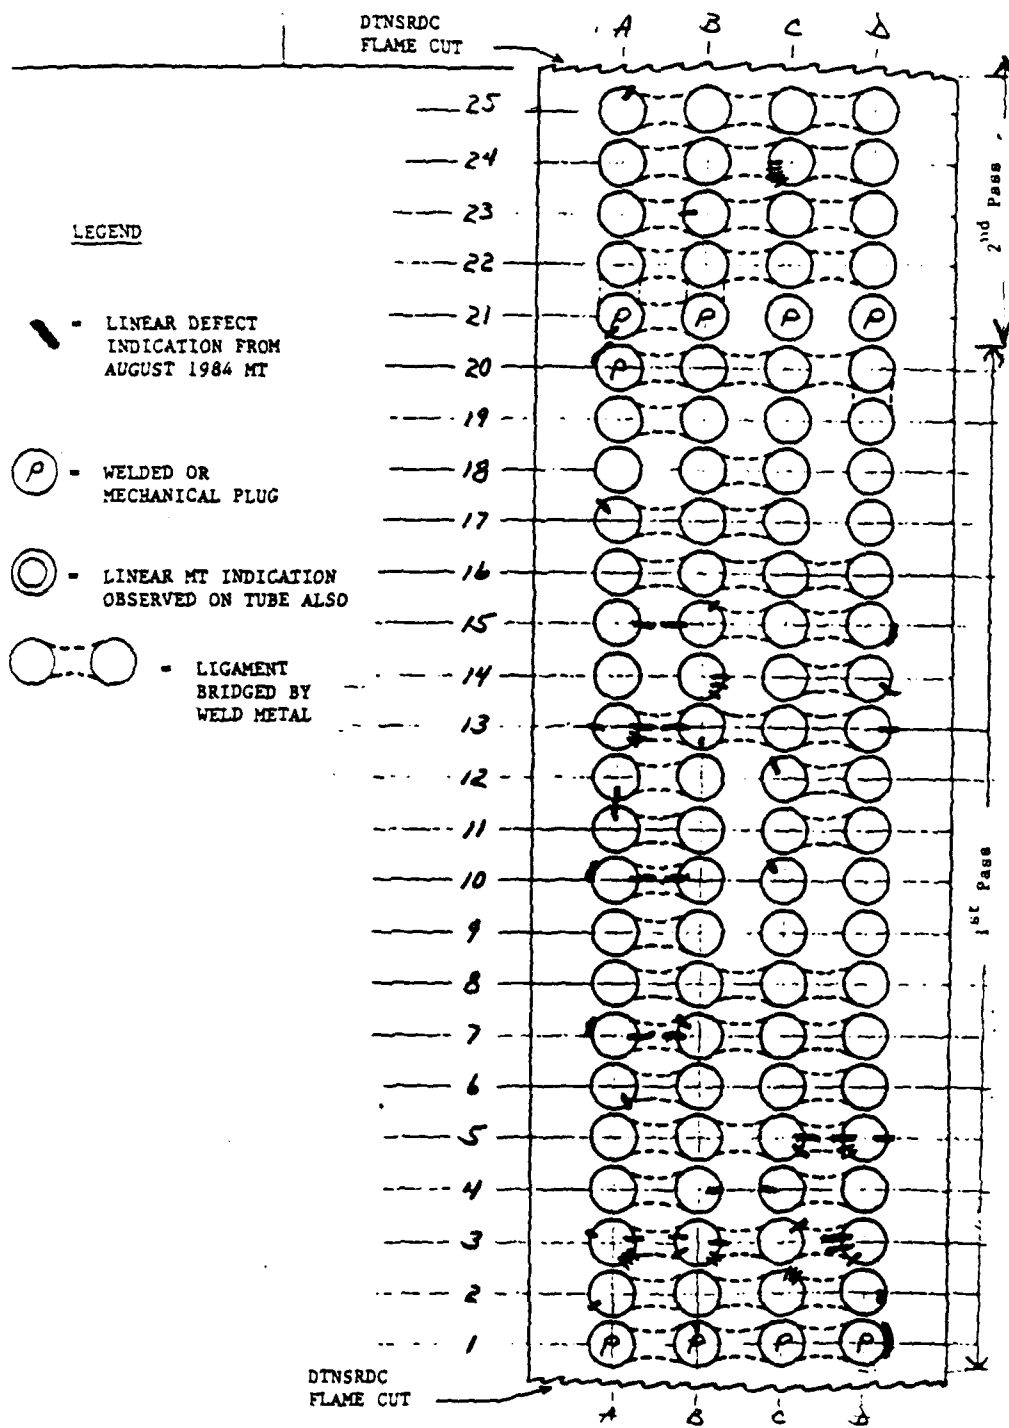 DTNSRDC
FLAME CUT
A B C D
25
24
23
LEGEND
22
2nd Pass
21 P P P P
= LINEAR DEFECT
INDICATION FROM
AUGUST 1984 MT
20 P
19
18
P = WELDED OR
MECHANICAL PLUG
17
16
= LINEAR MT INDICATION
OBSERVED ON TUBE ALSO
15
14
= LIGAMENT
BRIDGED BY
WELD METAL
13
12
11
10
1st Pass
9
8
7
6
5
4
3
2
1 P P P P
DTNSRDC
FLAME CUT
A B C D